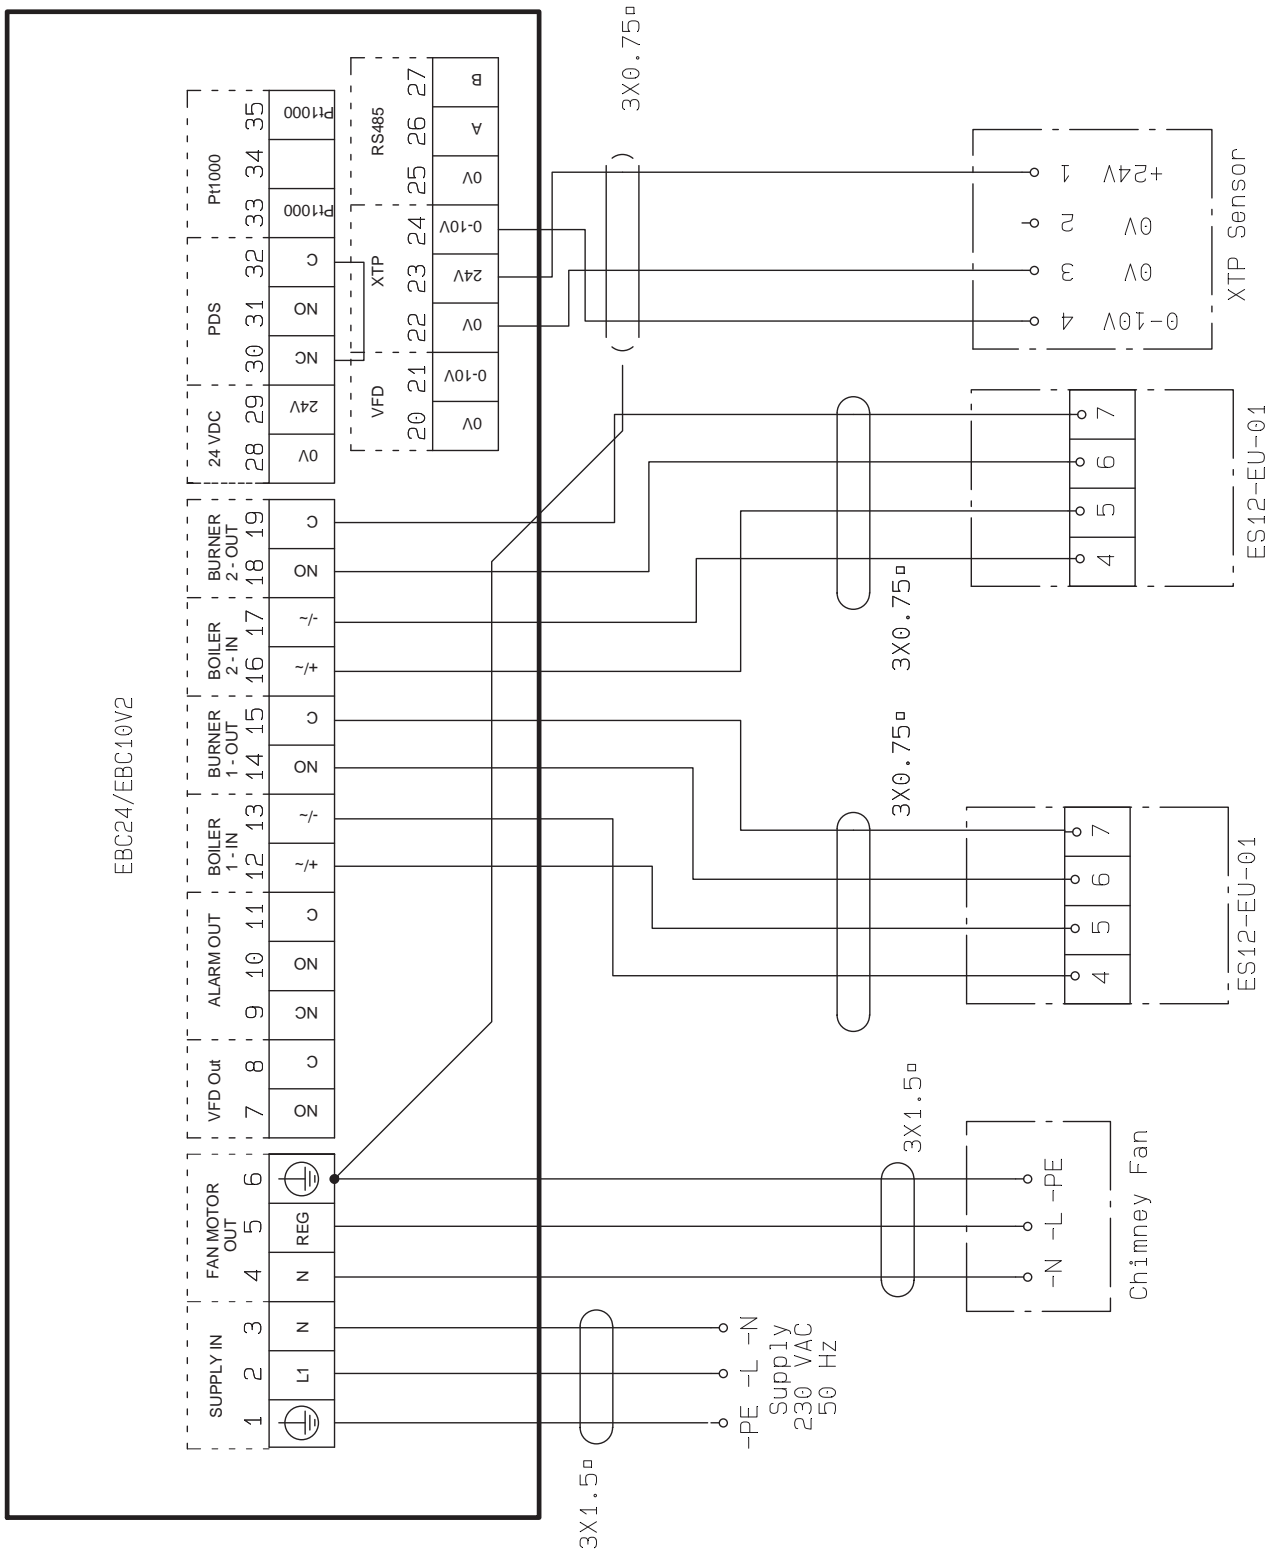 EBC24/EBC10V2
SUPPLY IN
1 2 3
L1 N
FAN MOTOR
OUT
4 5 6
N REG
VFD Out
7 8
NO C
ALARM OUT
9 10 11
NC NO C
BOILER
1 - IN
12 13
+/~ -/~
BURNER
1 - OUT
14 15
NO C
BOILER
2 - IN
16 17
+/~ -/~
BURNER
2 - OUT
18 19
NO C
24 VDC
28 29
0V 24V
PDS
30 31 32
NC NO C
Pt1000
33 34 35
Pt1000 Pt1000
VFD
20 21
0V 0-10V
XTP
22 23 24
0V 24V 0-10V
RS485
25 26 27
0V A B
3X1.5▫
-PE -L -N
Supply
230 VAC
50 HZ
3X1.5▫
-N -L -PE
Chimney Fan
3X0.75▫
4 5 6 7
ES12-EU-01
3X0.75▫
4 5 6 7
ES12-EU-01
3X0.75▫
1 +24V
2 0V
3 0V
4 0-10V
XTP Sensor